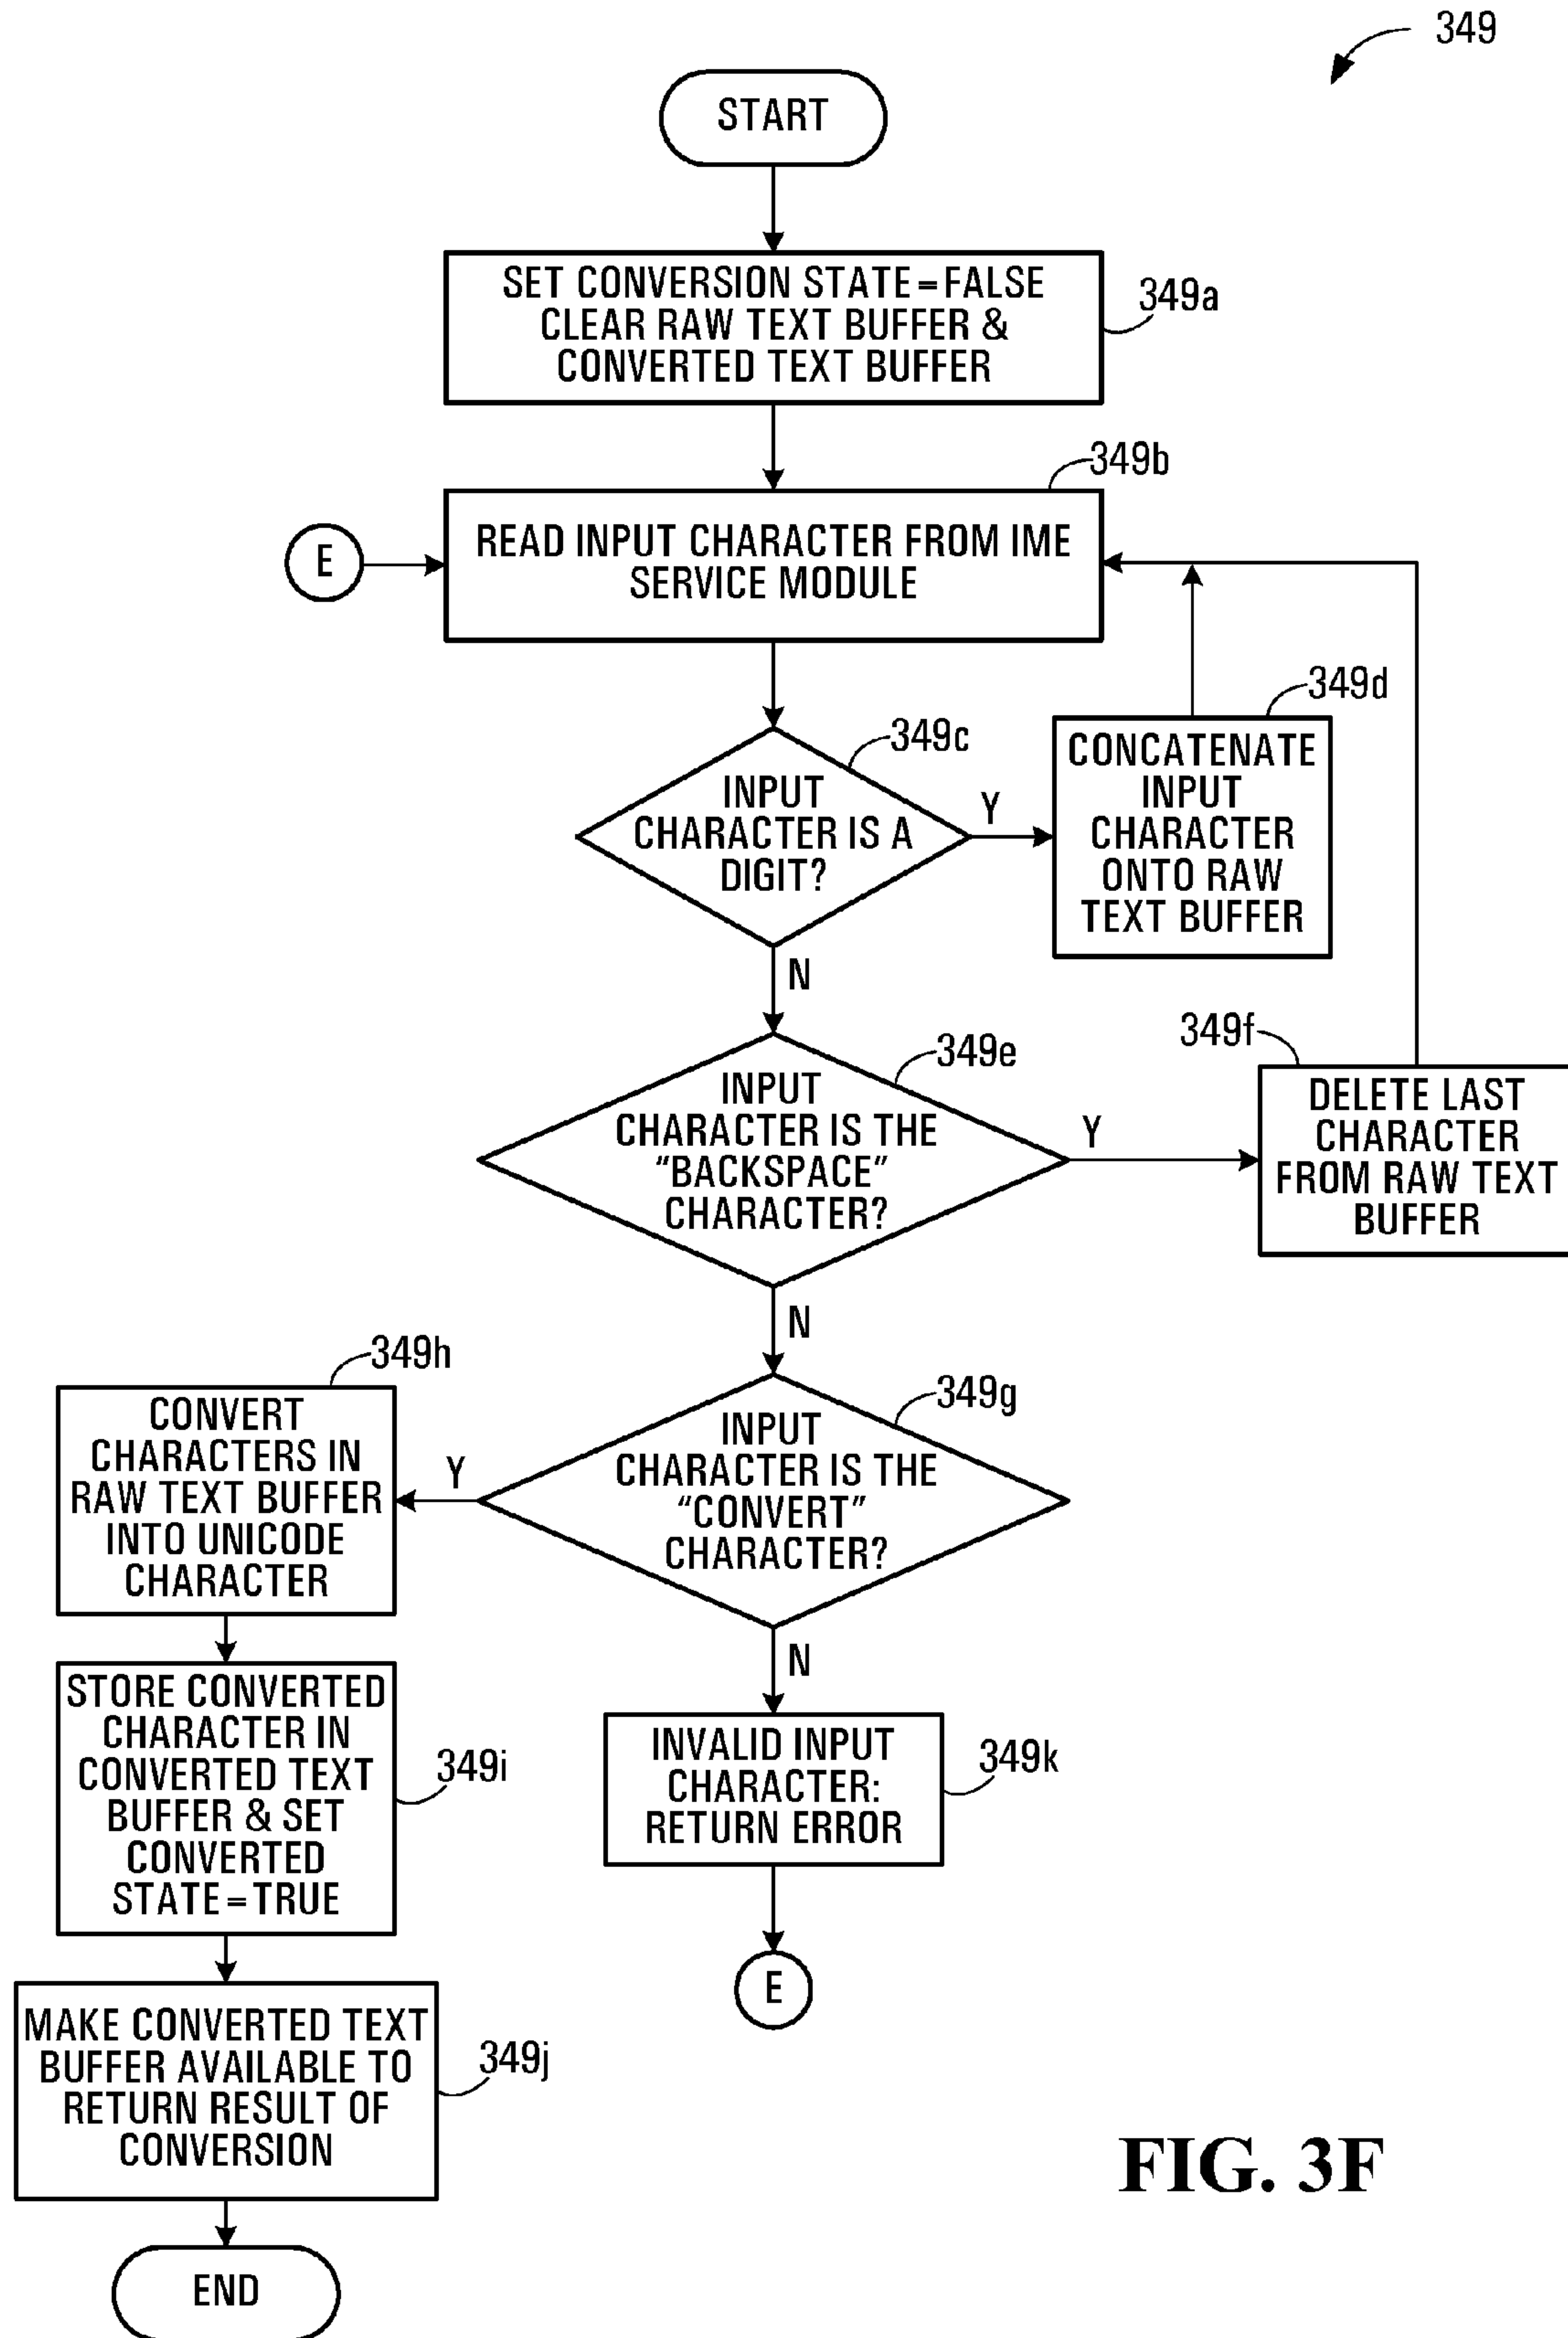 349
START
SET CONVERSION STATE=FALSE
CLEAR RAW TEXT BUFFER &
CONVERTED TEXT BUFFER
349a
349b
E
READ INPUT CHARACTER FROM IME
SERVICE MODULE
349c
INPUT
CHARACTER IS A
DIGIT?
Y
349d
CONCATENATE
INPUT
CHARACTER
ONTO RAW
TEXT BUFFER
N
349e
INPUT
CHARACTER IS THE
"BACKSPACE"
CHARACTER?
Y
349f
DELETE LAST
CHARACTER
FROM RAW TEXT
BUFFER
N
349g
INPUT
CHARACTER IS THE
"CONVERT"
CHARACTER?
Y
349h
CONVERT
CHARACTERS IN
RAW TEXT BUFFER
INTO UNICODE
CHARACTER
STORE CONVERTED
CHARACTER IN
CONVERTED TEXT
BUFFER & SET
CONVERTED
STATE=TRUE
349i
N
INVALID INPUT
CHARACTER:
RETURN ERROR
349k
E
MAKE CONVERTED TEXT
BUFFER AVAILABLE TO
RETURN RESULT OF
CONVERSION
349j
END
FIG. 3F